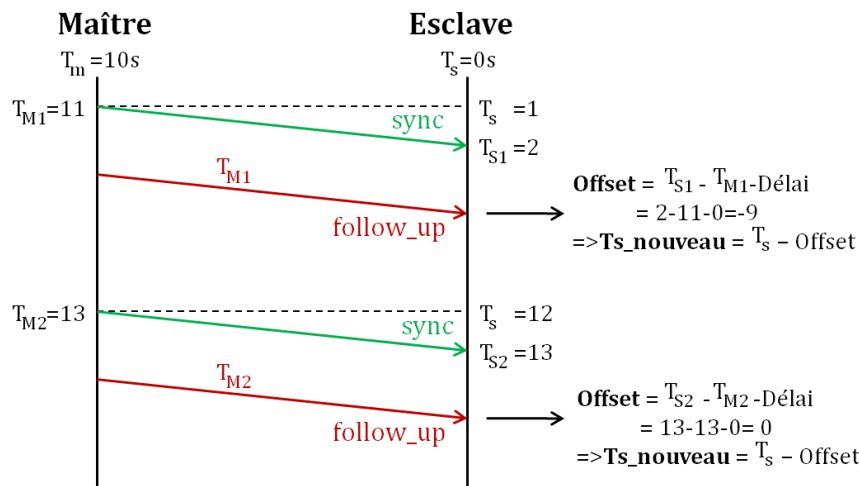 Maître Esclave
Tm =10s Ts=0s
TM1=11 Ts =1
sync
TS1 =2
TM1
follow_up
Offset = TS1 - TM1-Délai
= 2-11-0=-9
=>Ts_nouveau = Ts – Offset
TM2=13 Ts =12
sync
TS2 =13
TM2
follow_up
Offset = TS2 - TM2 -Délai
= 13-13-0= 0
=>Ts_nouveau = Ts – Offset